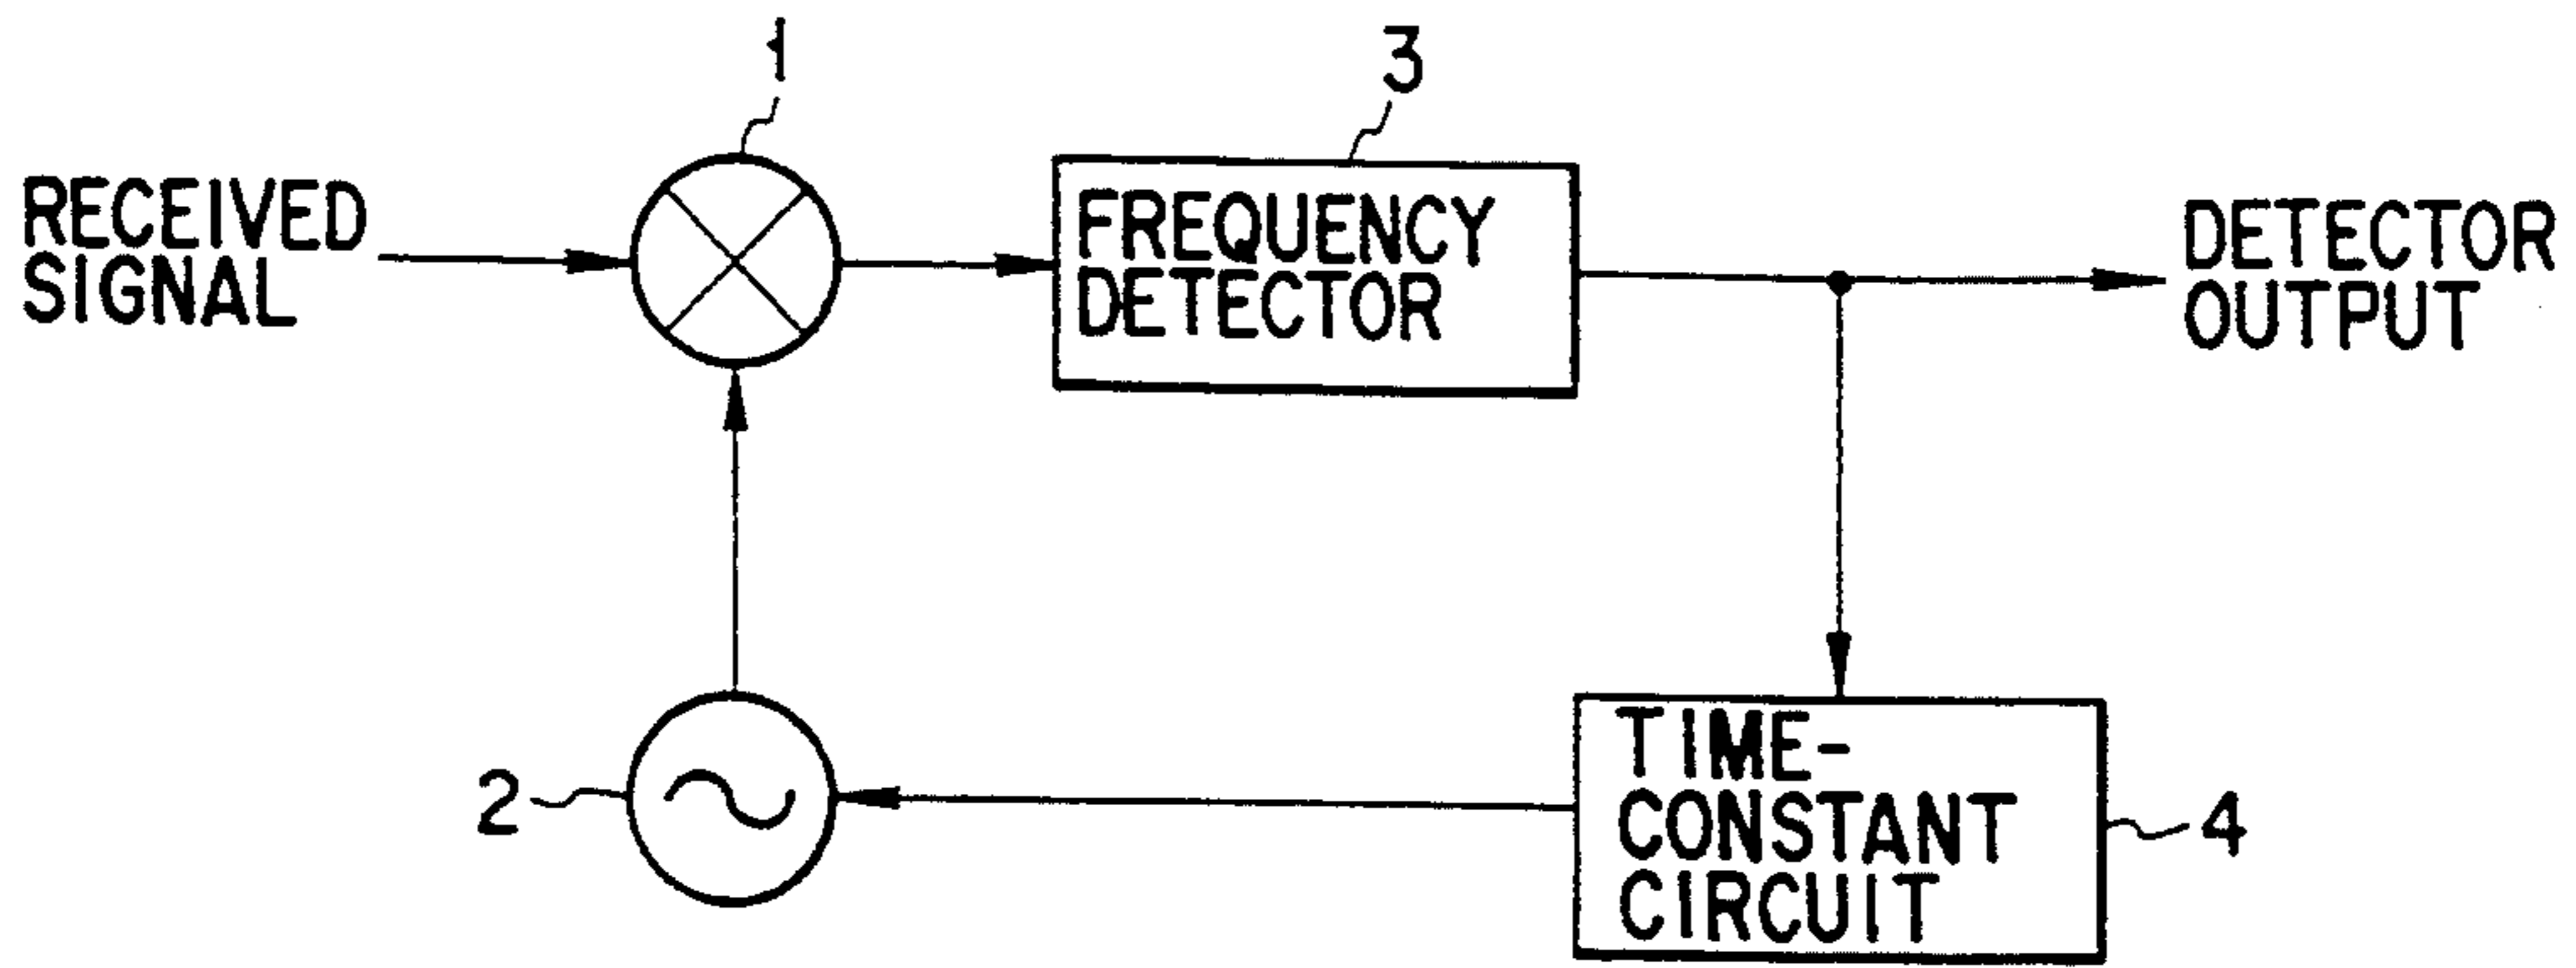 1
3
RECEIVED
SIGNAL
FREQUENCY
DETECTOR
DETECTOR
OUTPUT
2
TIME-
CONSTANT
CIRCUIT
4